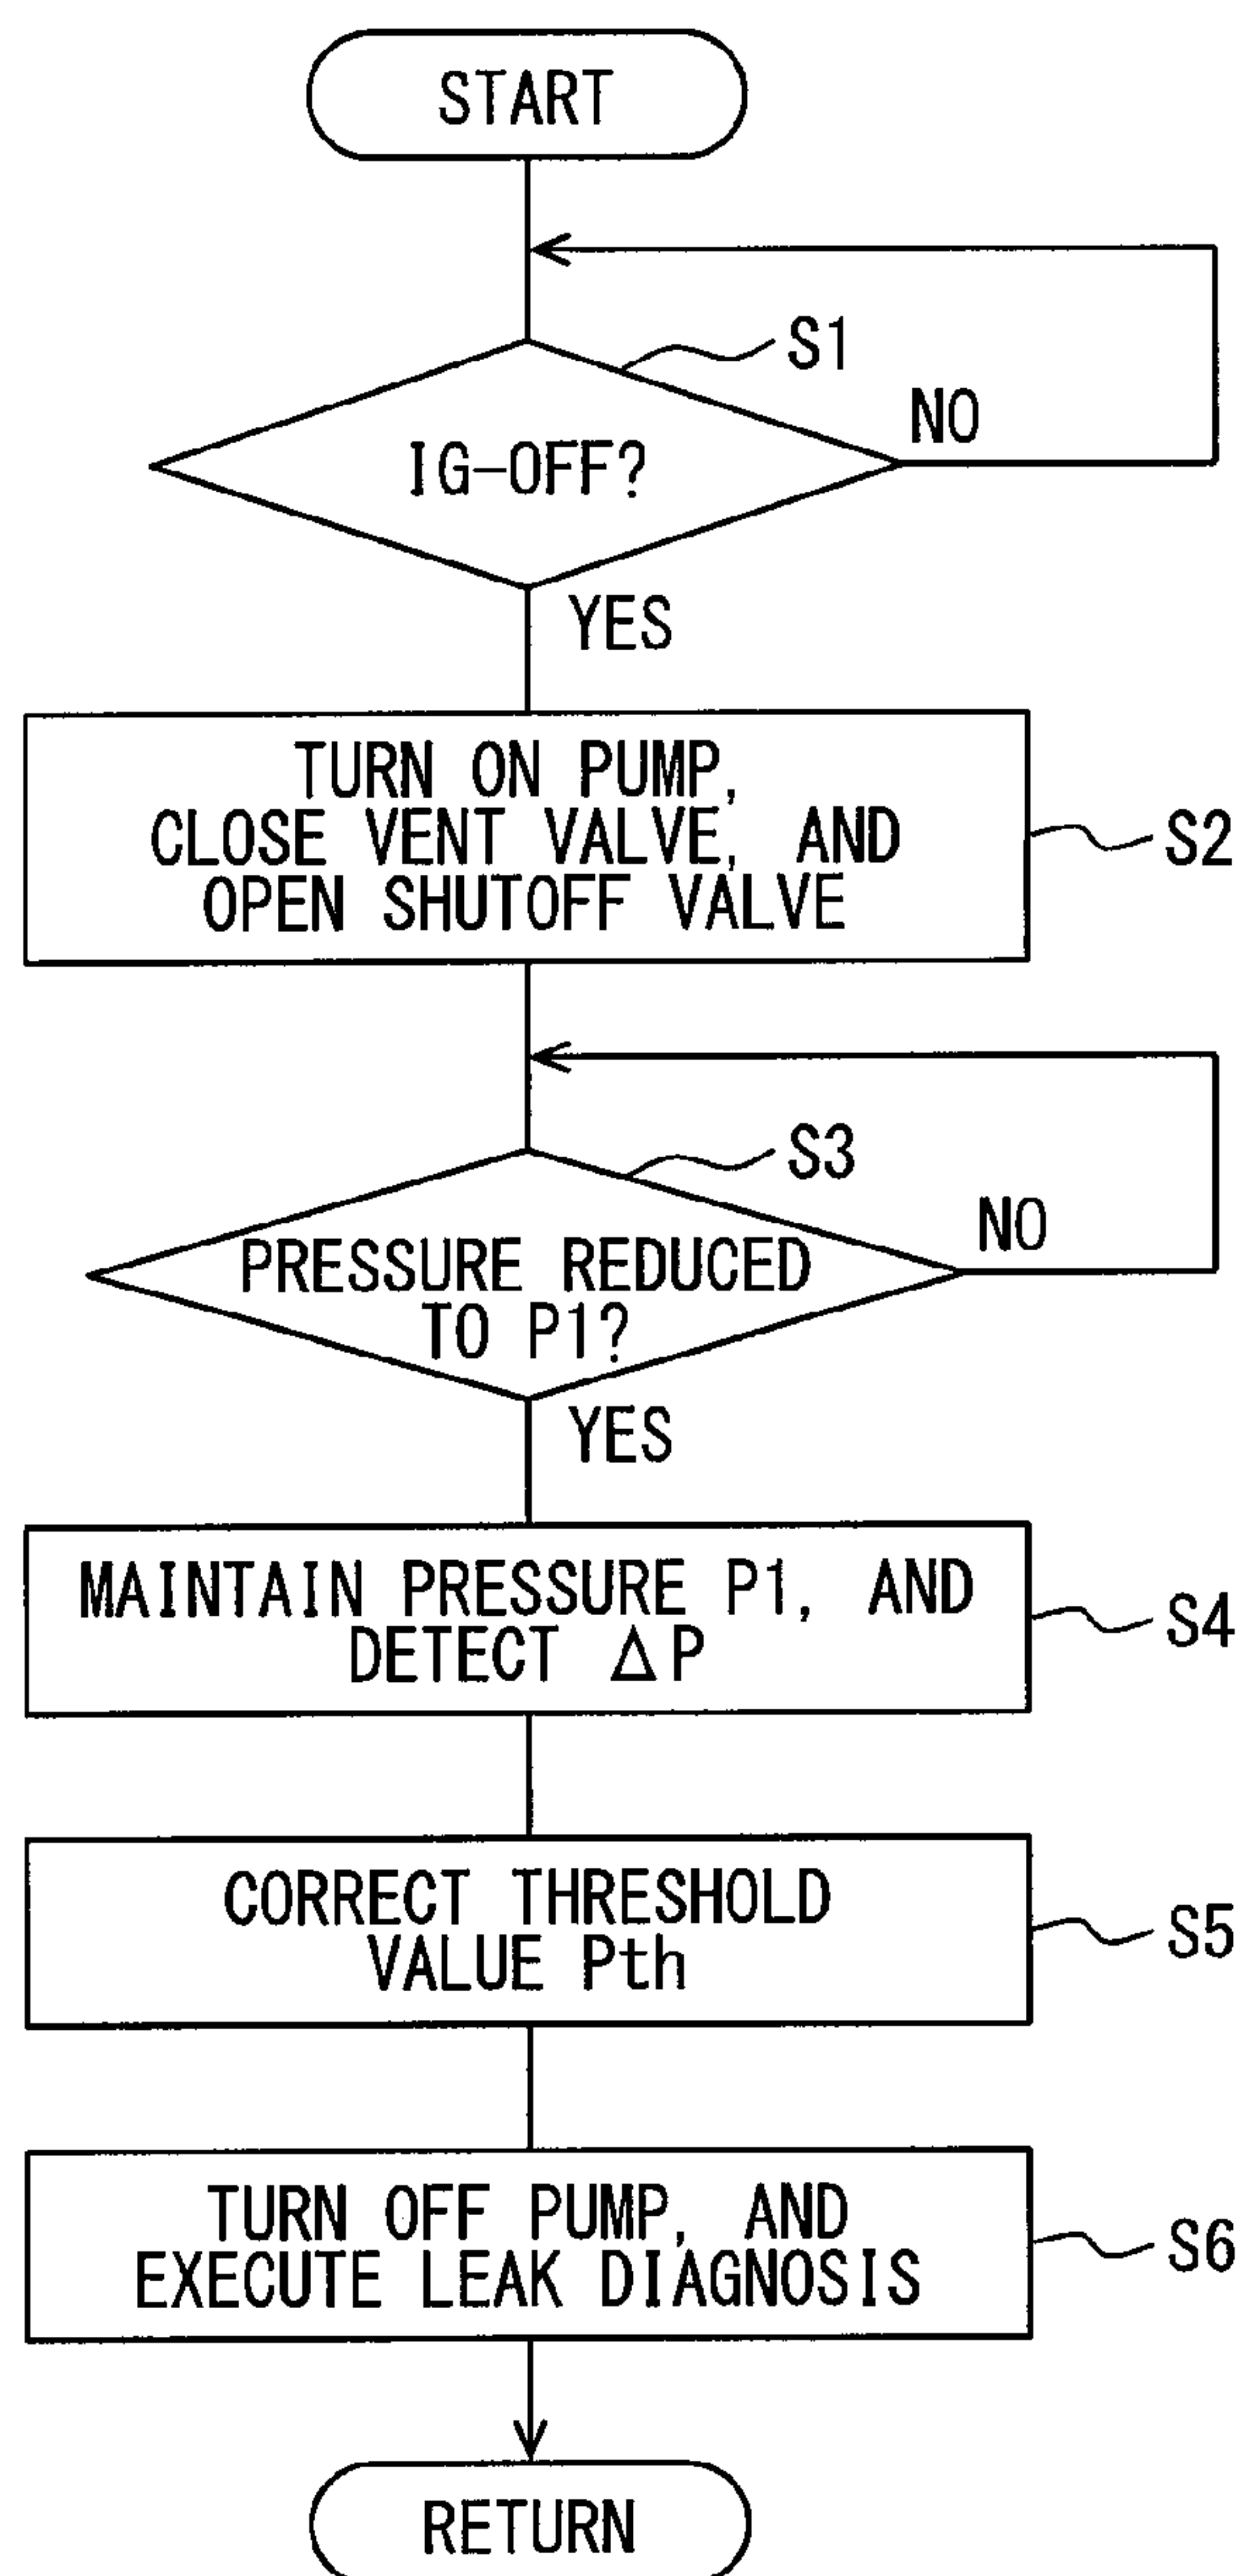 START
S1
NO
IG-OFF?
YES
TURN ON PUMP,
CLOSE VENT VALVE, AND
OPEN SHUTOFF VALVE
S2
S3
NO
PRESSURE REDUCED
TO P1?
YES
MAINTAIN PRESSURE P1, AND
DETECT ΔP
S4
CORRECT THRESHOLD
VALUE Pth
S5
TURN OFF PUMP, AND
EXECUTE LEAK DIAGNOSIS
S6
RETURN